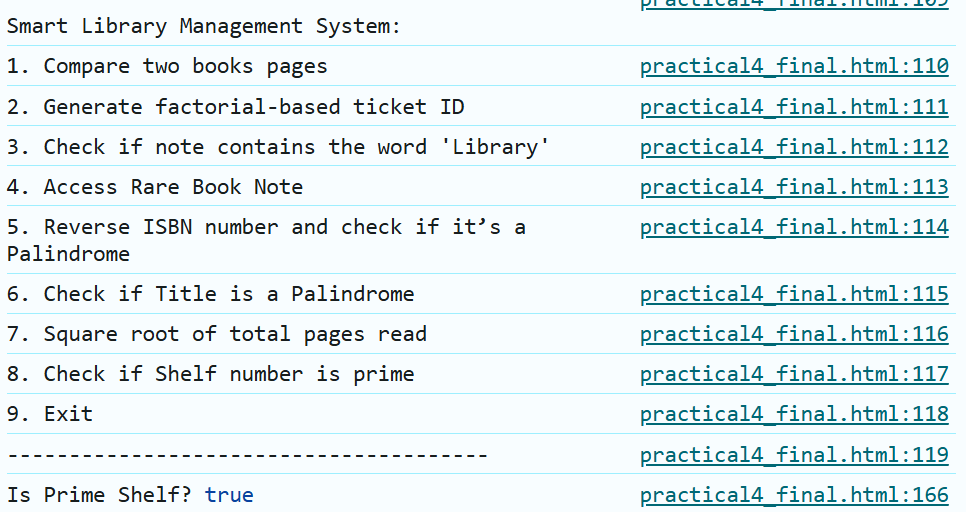 practical4_final.html:109
Smart Library Management System:
1. Compare two books pages practical4_final.html:110
2. Generate factorial-based ticket ID practical4_final.html:111
3. Check if note contains the word 'Library' practical4_final.html:112
4. Access Rare Book Note practical4_final.html:113
5. Reverse ISBN number and check if it’s a practical4_final.html:114
Palindrome
6. Check if Title is a Palindrome practical4_final.html:115
7. Square root of total pages read practical4_final.html:116
8. Check if Shelf number is prime practical4_final.html:117
9. Exit practical4_final.html:118
--------------------------------------- practical4_final.html:119
Is Prime Shelf? true practical4_final.html:166